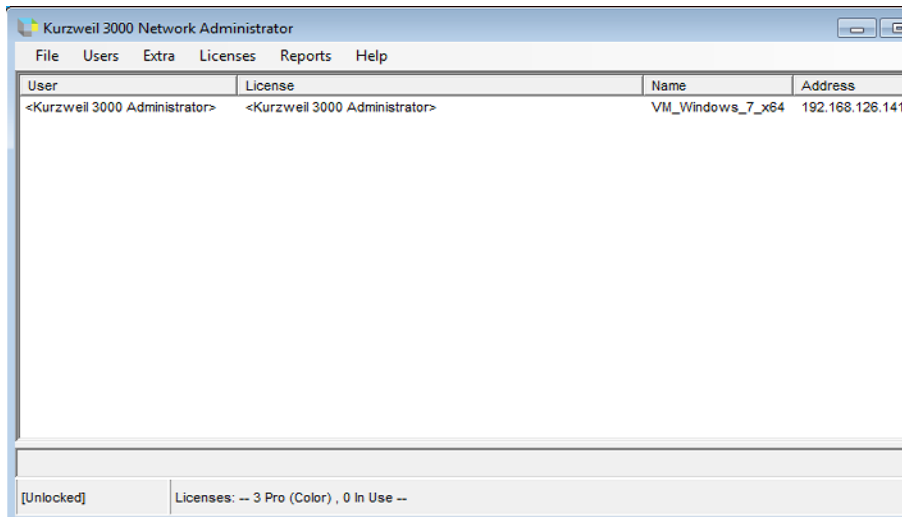 Kurzweil 3000 Network Administrator
File Users Extra Licenses Reports Help
User License Name Address
<Kurzweil 3000 Administrator> <Kurzweil 3000 Administrator> VM_Windows_7_x64 192.168.126.141
[Unlocked] Licenses: -- 3 Pro (Color) , 0 In Use --